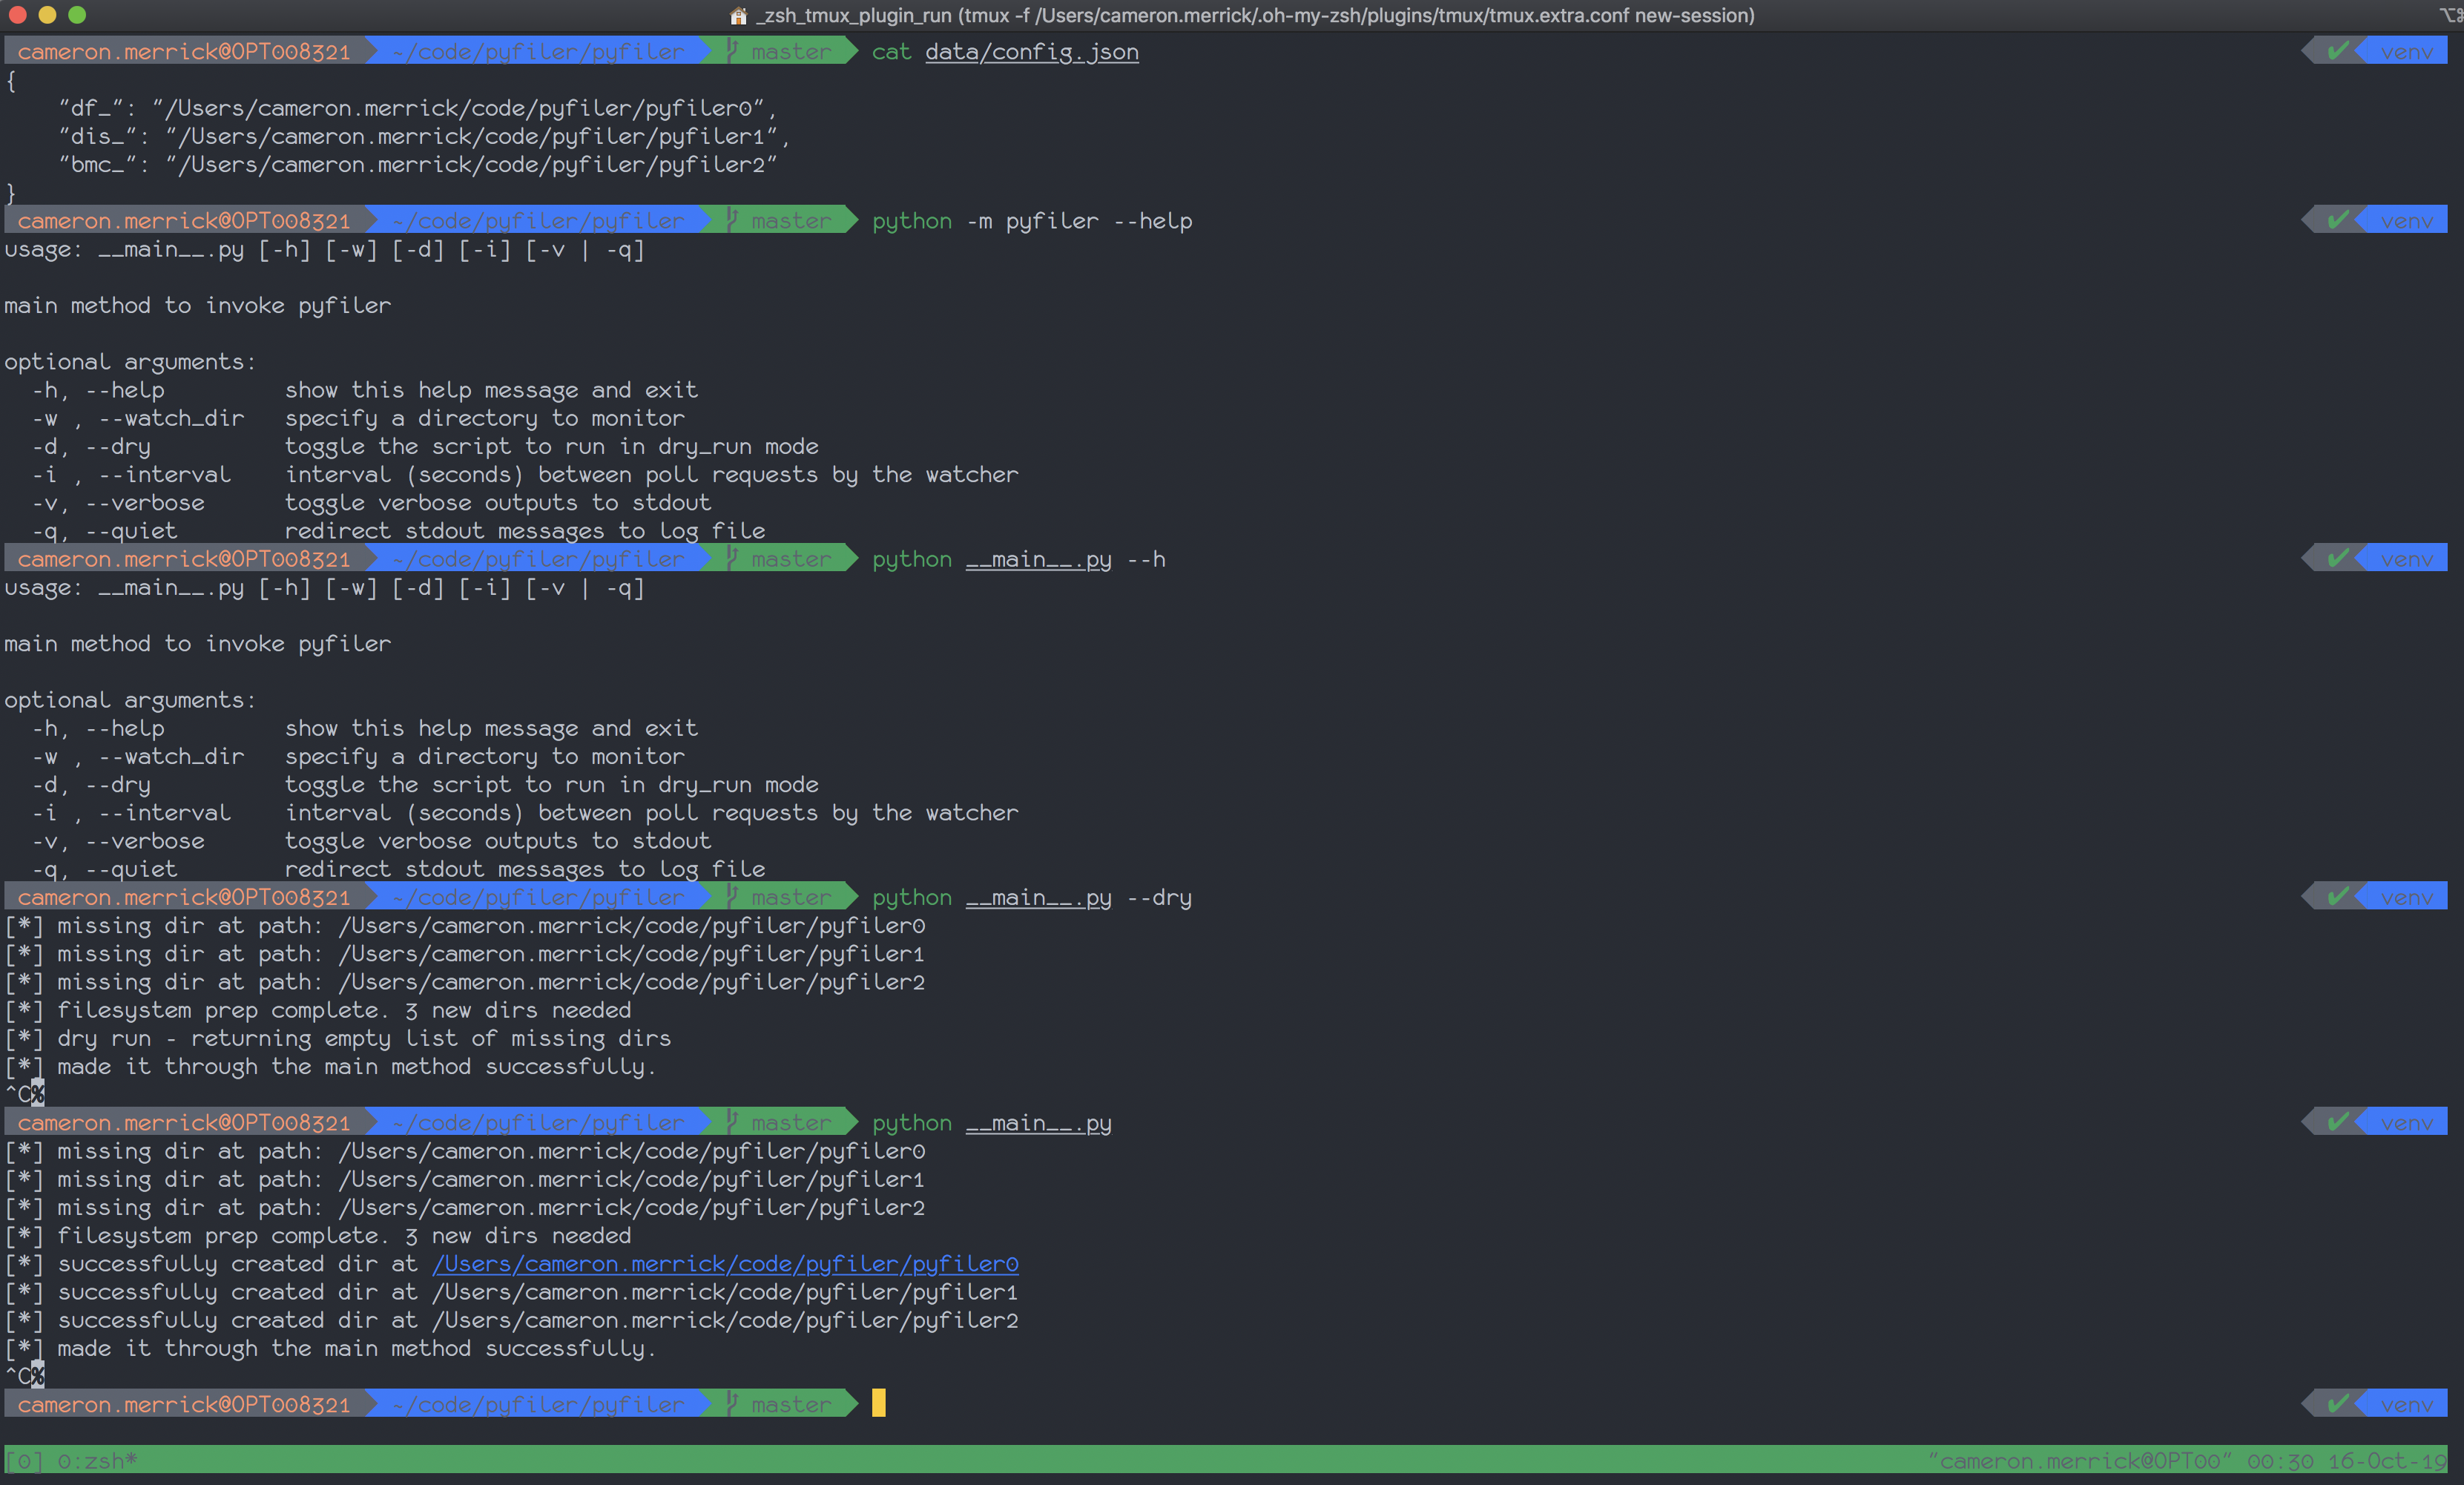 _zsh_tmux_plugin_run (tmux -f /Users/cameron.merrick/.oh-my-zsh/plugins/tmux/tmux.extra.conf new-session)
cameron.merrick@OPT008321 ~/code/pyfiler/pyfiler master cat data/config.json ✔ venv
{
    "df_": "/Users/cameron.merrick/code/pyfiler/pyfiler0",
    "dis_": "/Users/cameron.merrick/code/pyfiler/pyfiler1",
    "bmc_": "/Users/cameron.merrick/code/pyfiler/pyfiler2"
}
cameron.merrick@OPT008321 ~/code/pyfiler/pyfiler master python -m pyfiler --help ✔ venv
usage: __main__.py [-h] [-w] [-d] [-i] [-v | -q]
main method to invoke pyfiler
optional arguments:
  -h, --help         show this help message and exit
  -w , --watch_dir   specify a directory to monitor
  -d, --dry          toggle the script to run in dry_run mode
  -i , --interval    interval (seconds) between poll requests by the watcher
  -v, --verbose      toggle verbose outputs to stdout
  -q, --quiet        redirect stdout messages to log file
cameron.merrick@OPT008321 ~/code/pyfiler/pyfiler master python __main__.py --h ✔ venv
usage: __main__.py [-h] [-w] [-d] [-i] [-v | -q]
main method to invoke pyfiler
optional arguments:
  -h, --help         show this help message and exit
  -w , --watch_dir   specify a directory to monitor
  -d, --dry          toggle the script to run in dry_run mode
  -i , --interval    interval (seconds) between poll requests by the watcher
  -v, --verbose      toggle verbose outputs to stdout
  -q, --quiet        redirect stdout messages to log file
cameron.merrick@OPT008321 ~/code/pyfiler/pyfiler master python __main__.py --dry ✔ venv
[*] missing dir at path: /Users/cameron.merrick/code/pyfiler/pyfiler0
[*] missing dir at path: /Users/cameron.merrick/code/pyfiler/pyfiler1
[*] missing dir at path: /Users/cameron.merrick/code/pyfiler/pyfiler2
[*] filesystem prep complete. 3 new dirs needed
[*] dry run - returning empty list of missing dirs
[*] made it through the main method successfully.
^C%
cameron.merrick@OPT008321 ~/code/pyfiler/pyfiler master python __main__.py ✔ venv
[*] missing dir at path: /Users/cameron.merrick/code/pyfiler/pyfiler0
[*] missing dir at path: /Users/cameron.merrick/code/pyfiler/pyfiler1
[*] missing dir at path: /Users/cameron.merrick/code/pyfiler/pyfiler2
[*] filesystem prep complete. 3 new dirs needed
[*] successfully created dir at /Users/cameron.merrick/code/pyfiler/pyfiler0
[*] successfully created dir at /Users/cameron.merrick/code/pyfiler/pyfiler1
[*] successfully created dir at /Users/cameron.merrick/code/pyfiler/pyfiler2
[*] made it through the main method successfully.
^C%
cameron.merrick@OPT008321 ~/code/pyfiler/pyfiler master ✔ venv
[0] 0:zsh* "cameron.merrick@OPT00" 00:30 16-Oct-19